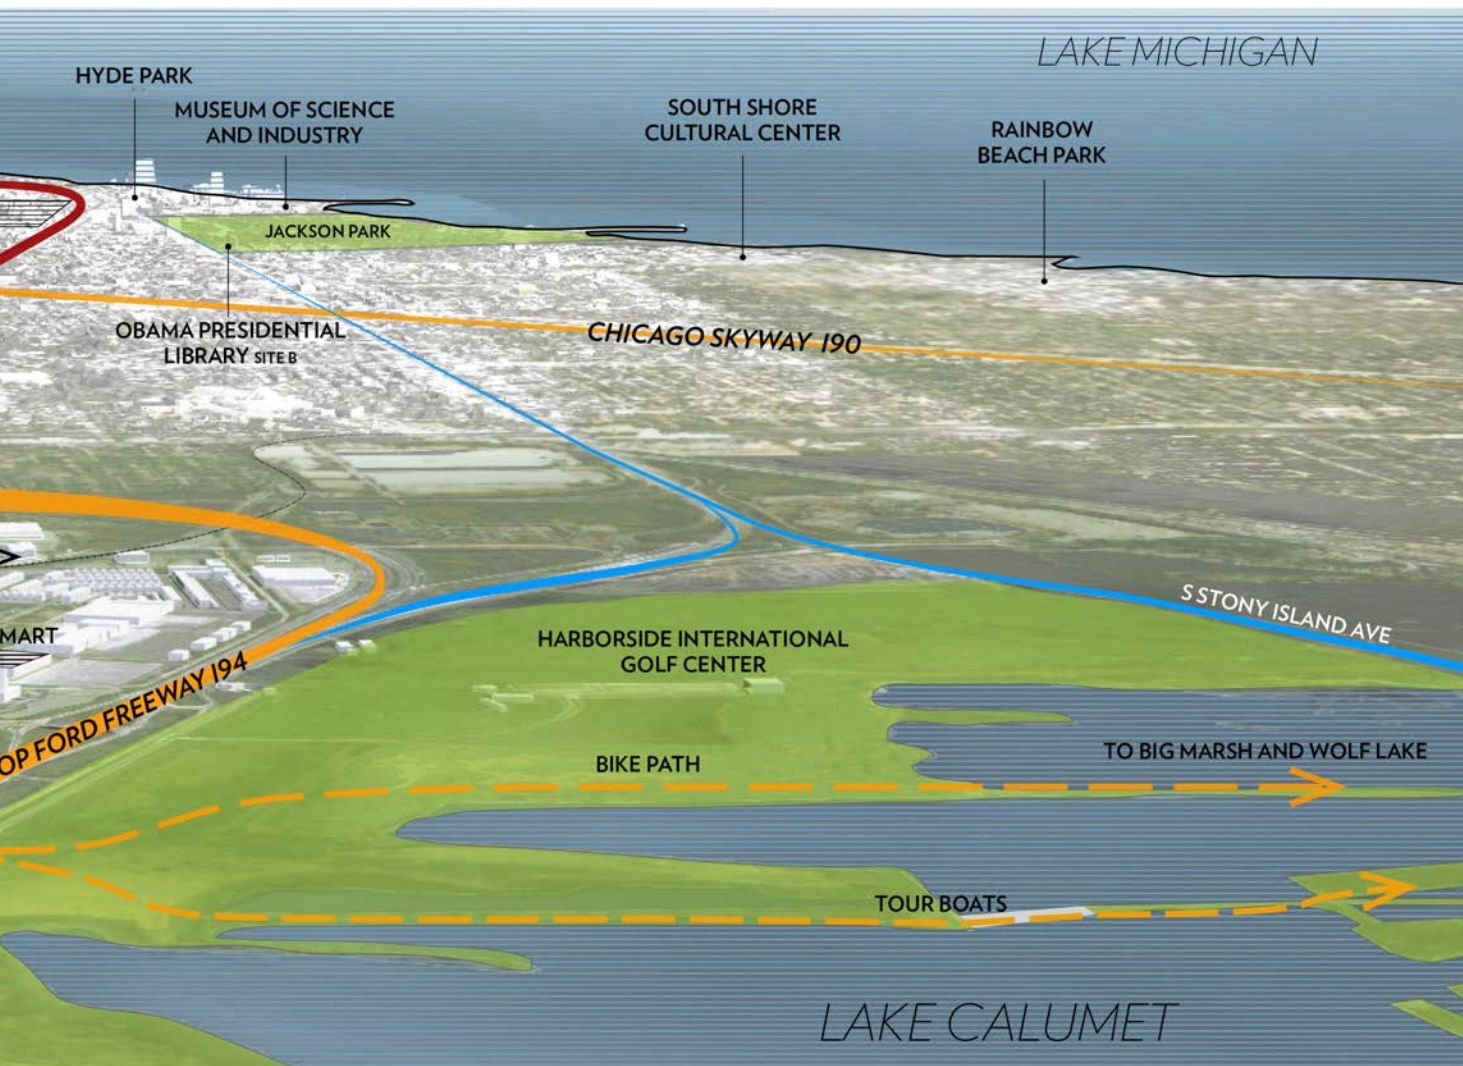 LAKE MICHIGAN
HYDE PARK
MUSEUM OF SCIENCE
AND INDUSTRY
SOUTH SHORE
CULTURAL CENTER
RAINBOW
BEACH PARK
JACKSON PARK
OBAMA PRESIDENTIAL
LIBRARY SITE B
CHICAGO SKYWAY I90
S STONY ISLAND AVE
MART
HARBORSIDE INTERNATIONAL
GOLF CENTER
OP FORD FREEWAY I94
BIKE PATH
TO BIG MARSH AND WOLF LAKE
TOUR BOATS
LAKE CALUMET